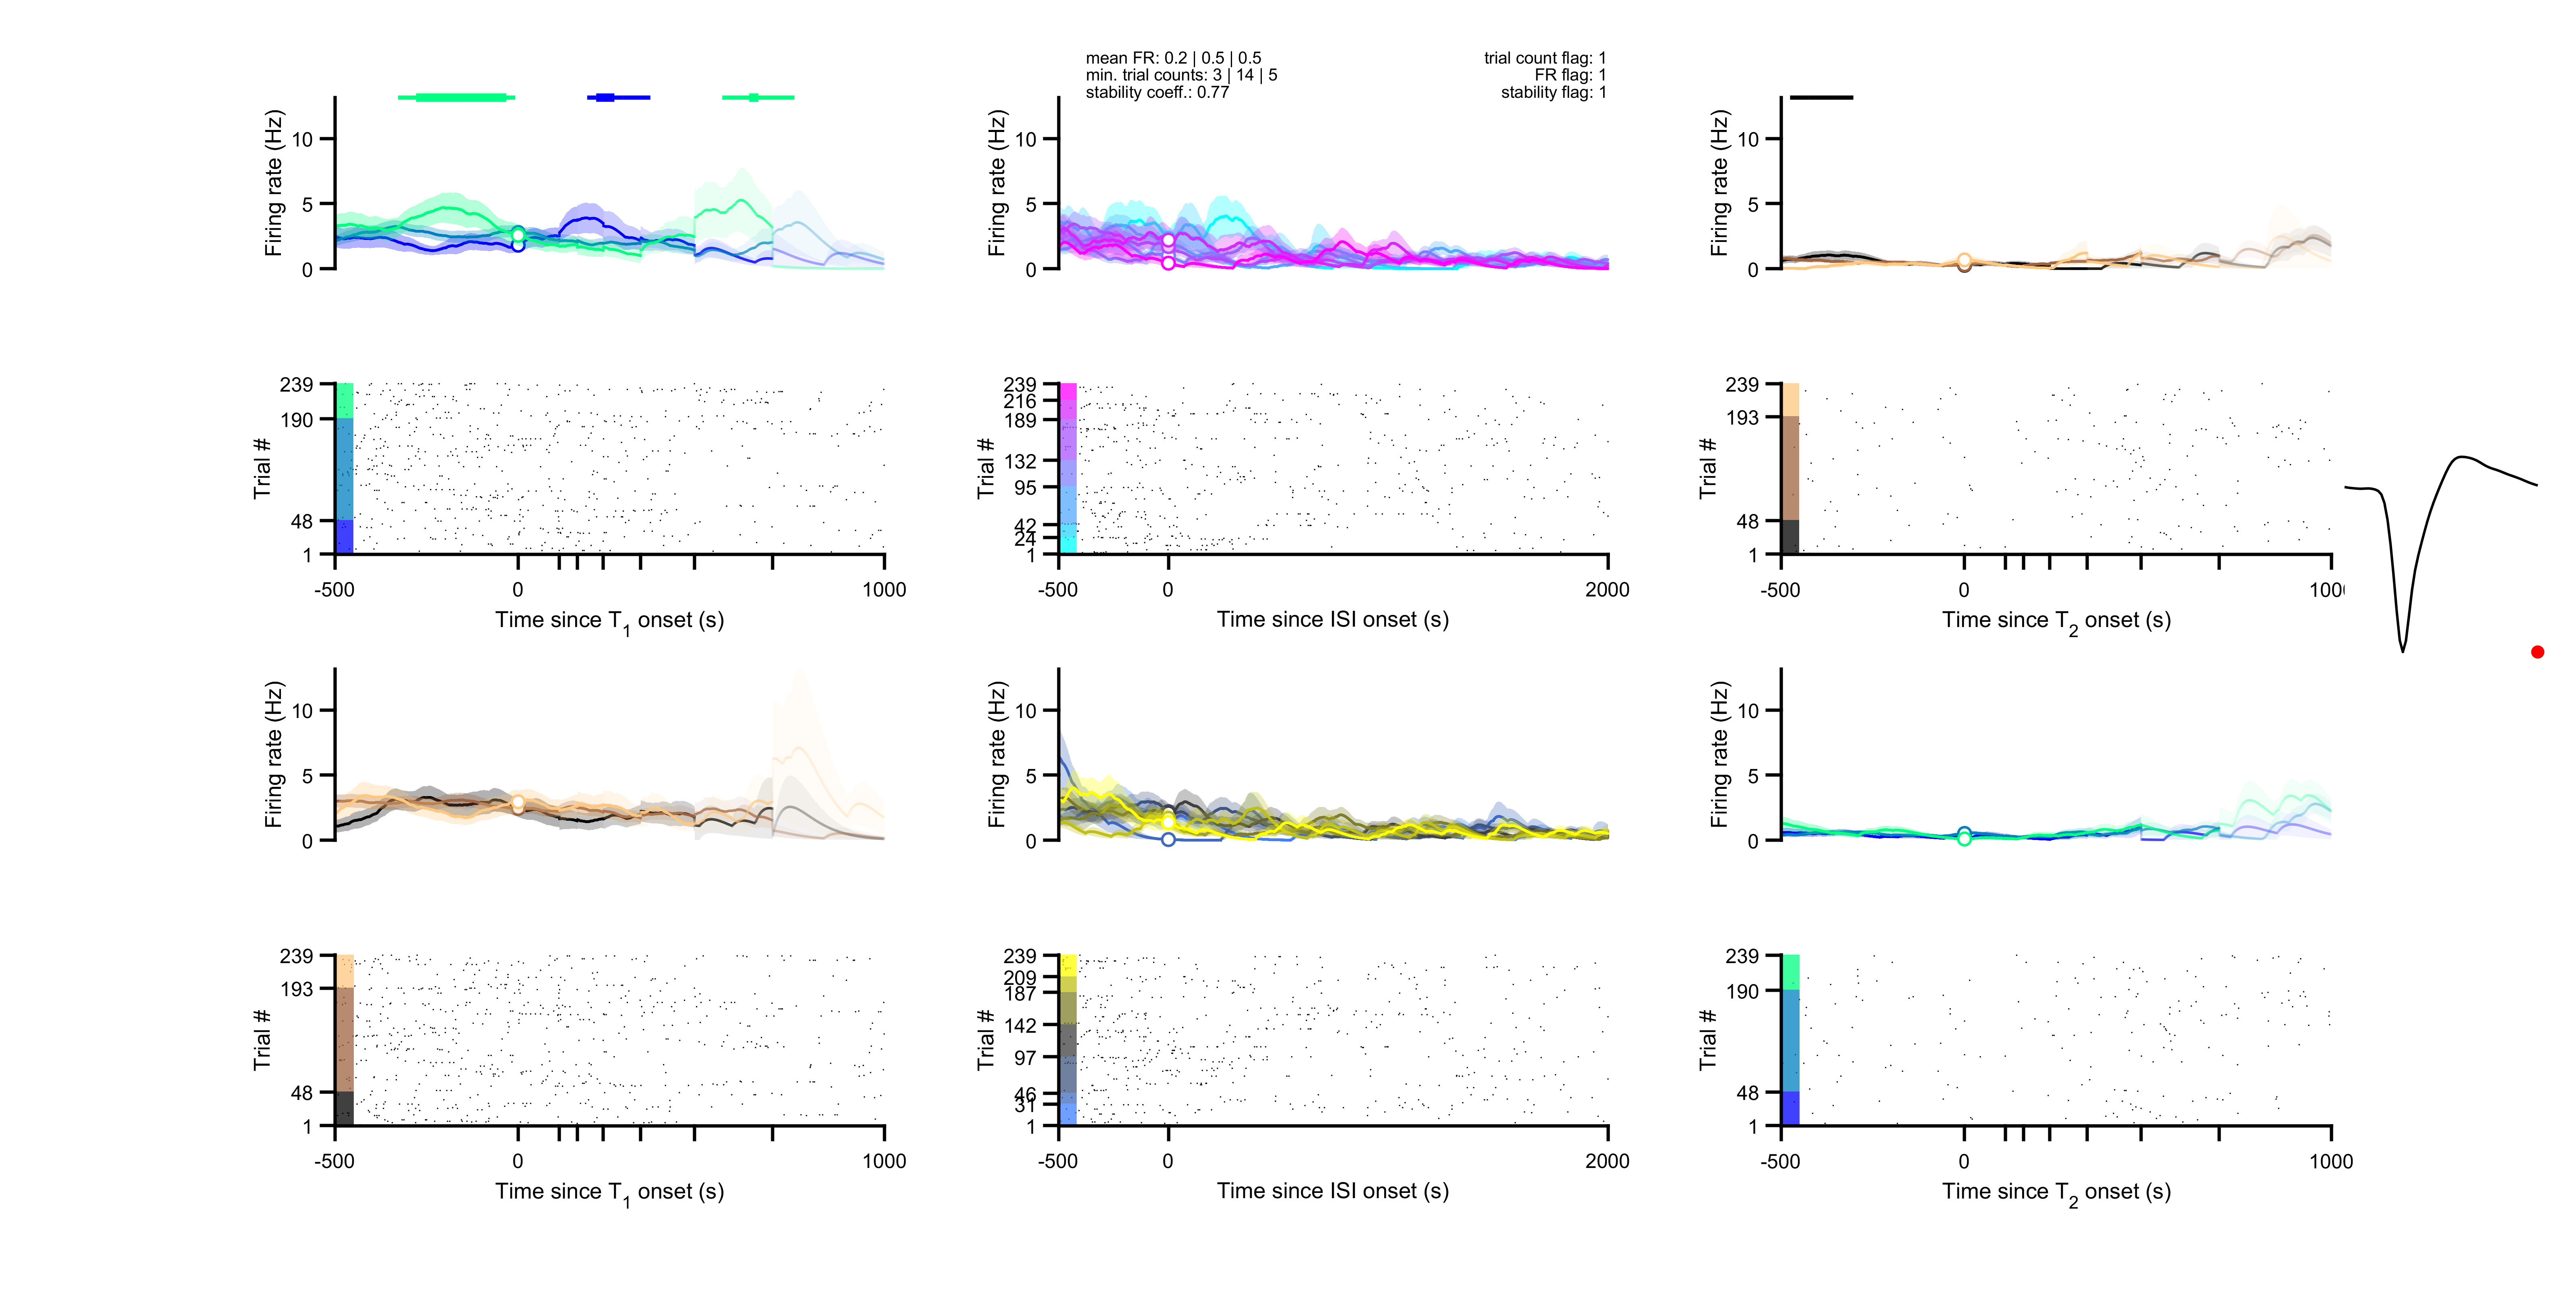 mean FR: 0.2 | 0.5 | 0.5
min. trial counts: 3 | 14 | 5
stability coeff.: 0.77
trial count flag: 1
FR flag: 1
stability flag: 1
Firing rate (Hz)
10
5
0
Firing rate (Hz)
10
5
0
Firing rate (Hz)
10
5
0
Trial #
239
190
48
1
-500
0
1000
Time since T1 onset (s)
Trial #
239
216
189
132
95
42
24
1
-500
0
2000
Time since ISI onset (s)
Trial #
239
193
48
1
-500
0
Time since T2 onset (s)
Firing rate (Hz)
10
5
0
Firing rate (Hz)
10
5
0
Firing rate (Hz)
10
5
0
Trial #
239
193
48
1
-500
0
1000
Time since T1 onset (s)
Trial #
239
209
187
142
97
46
31
1
-500
0
2000
Time since ISI onset (s)
Trial #
239
190
48
1
-500
0
1000
Time since T2 onset (s)